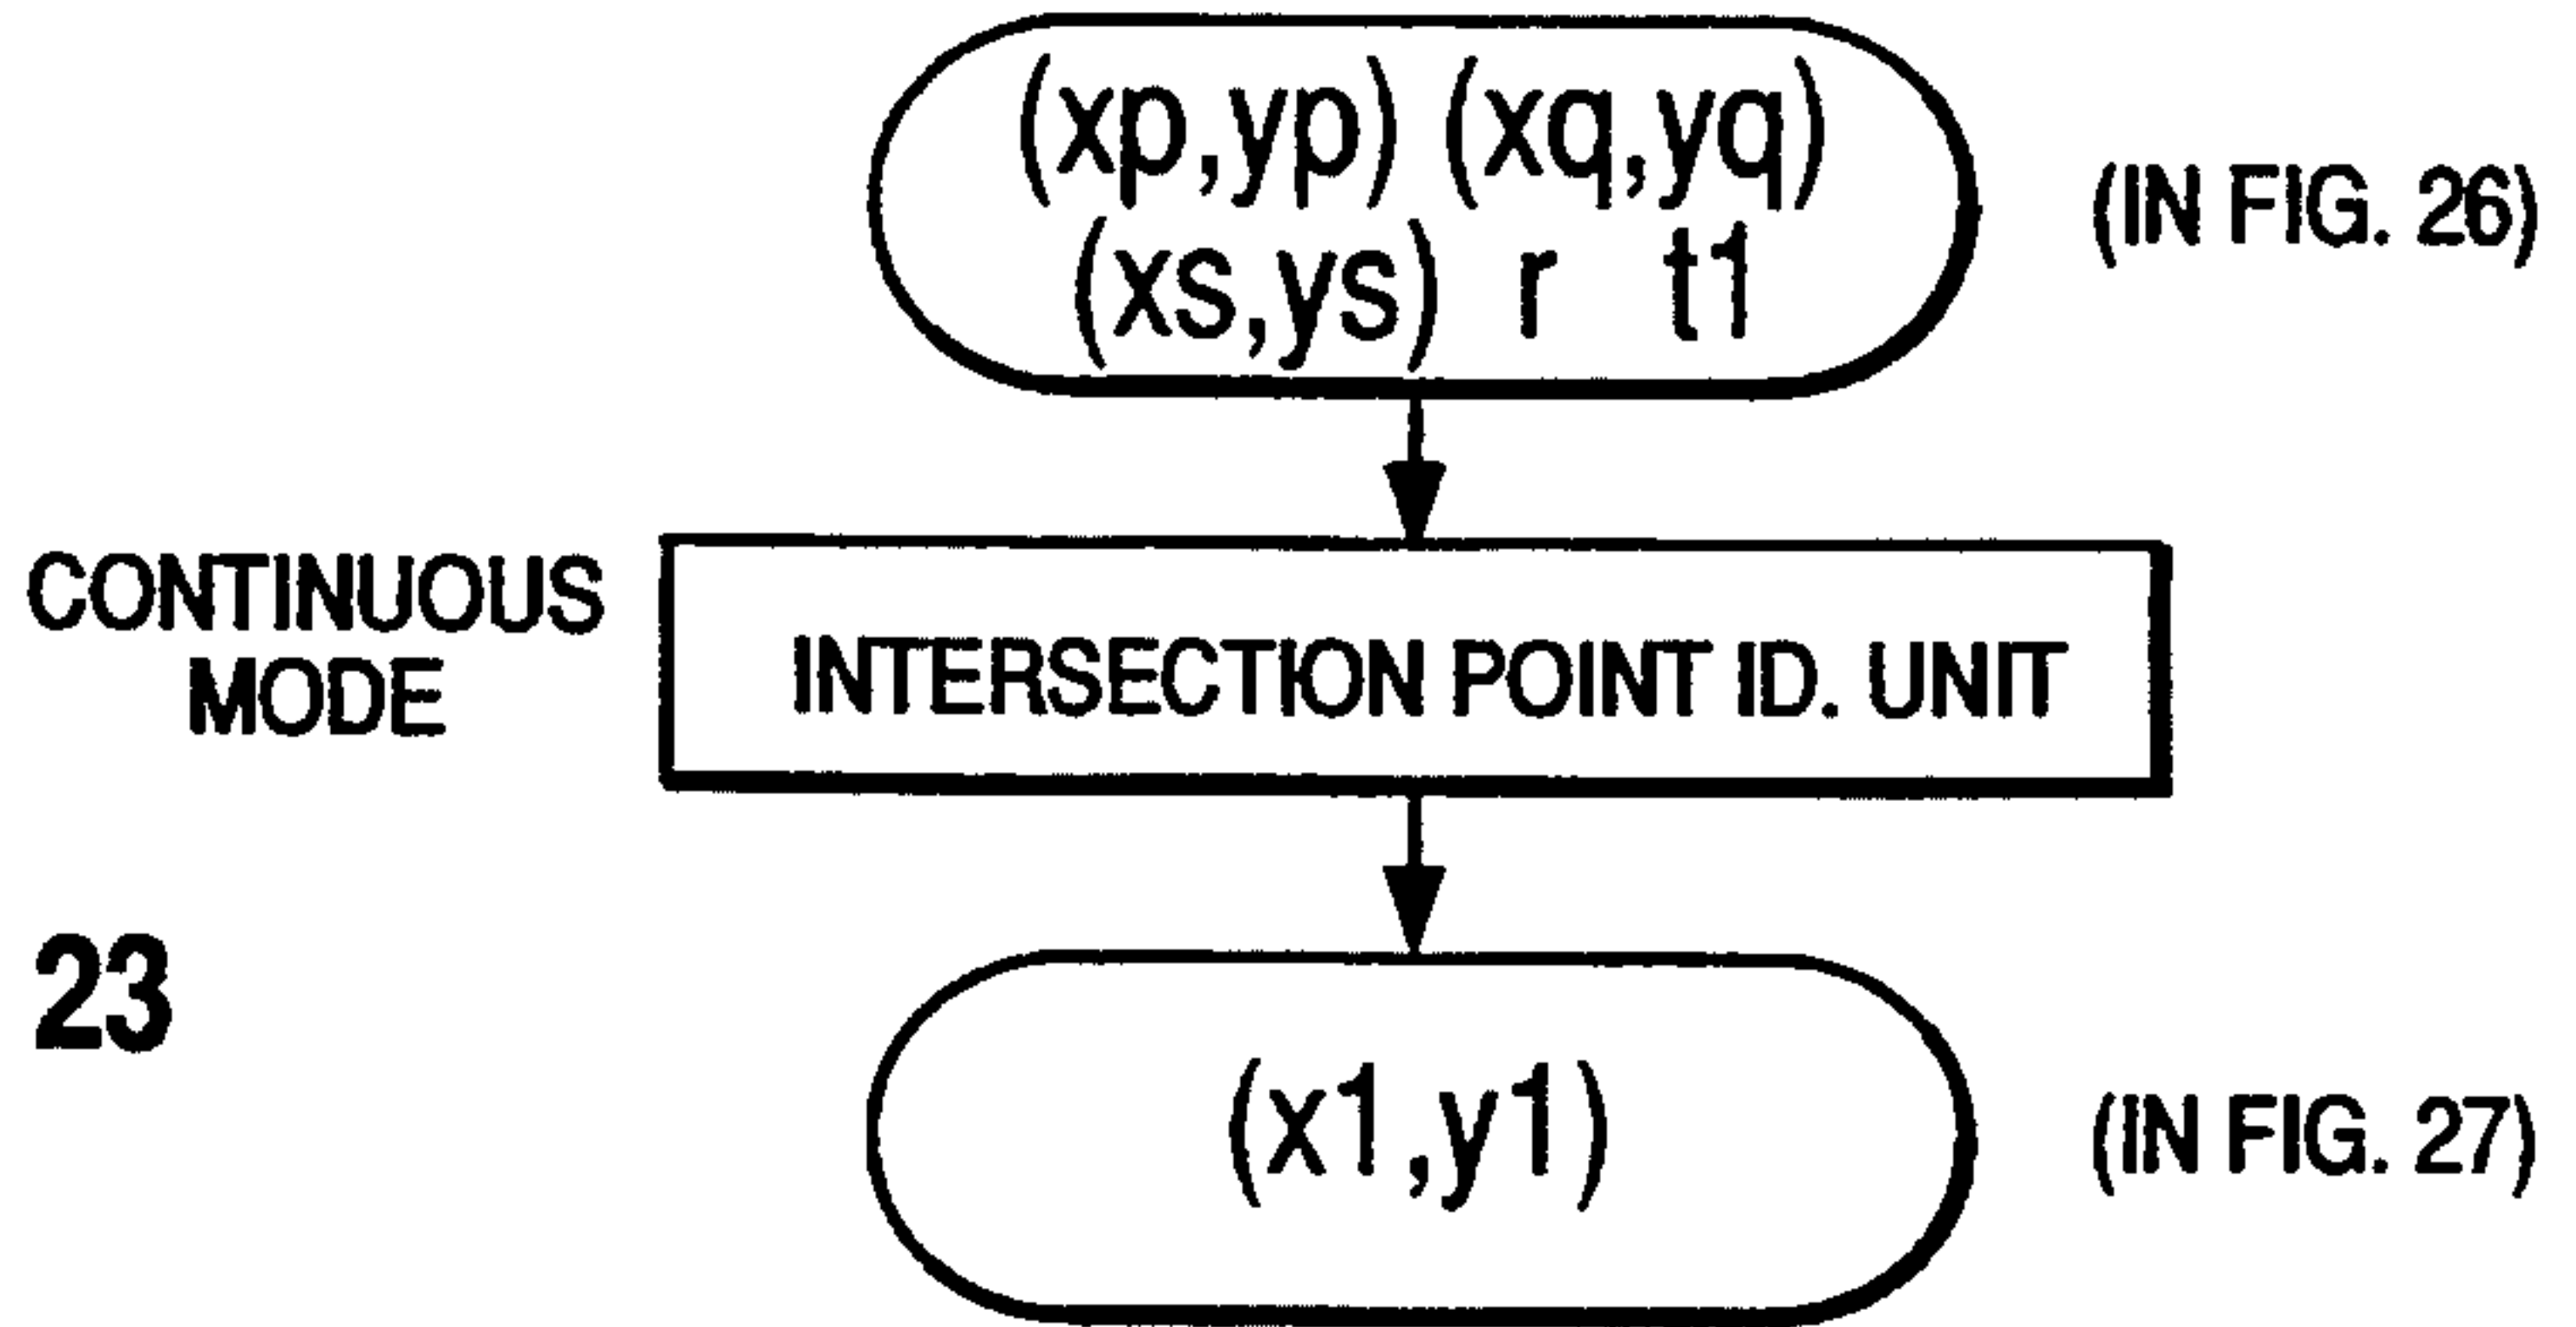 (xp,yp) (xq,yq)
(xs,ys) r t1
(IN FIG. 26)
CONTINUOUS
MODE
INTERSECTION POINT ID. UNIT
23
(x1,y1)
(IN FIG. 27)